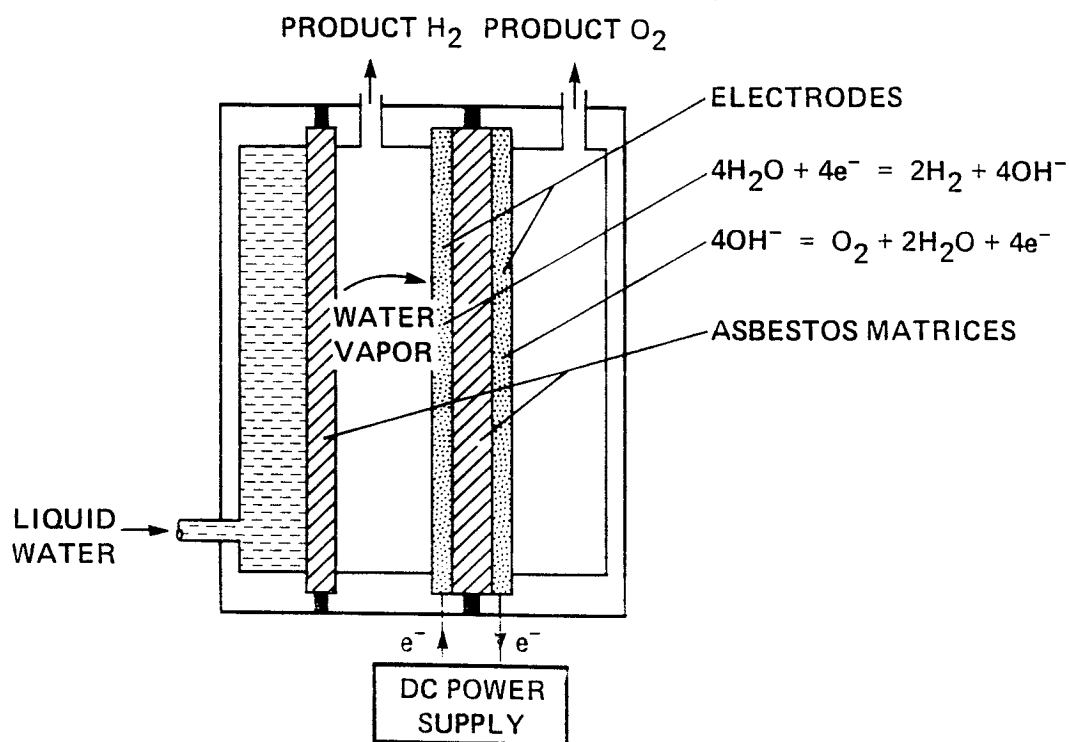 PRODUCT H₂ PRODUCT O₂
ELECTRODES
4H₂O + 4e⁻ = 2H₂ + 4OH⁻
4OH⁻ = O₂ + 2H₂O + 4e⁻
WATER
VAPOR
ASBESTOS MATRICES
LIQUID
WATER
e⁻ e⁻
DC POWER
SUPPLY